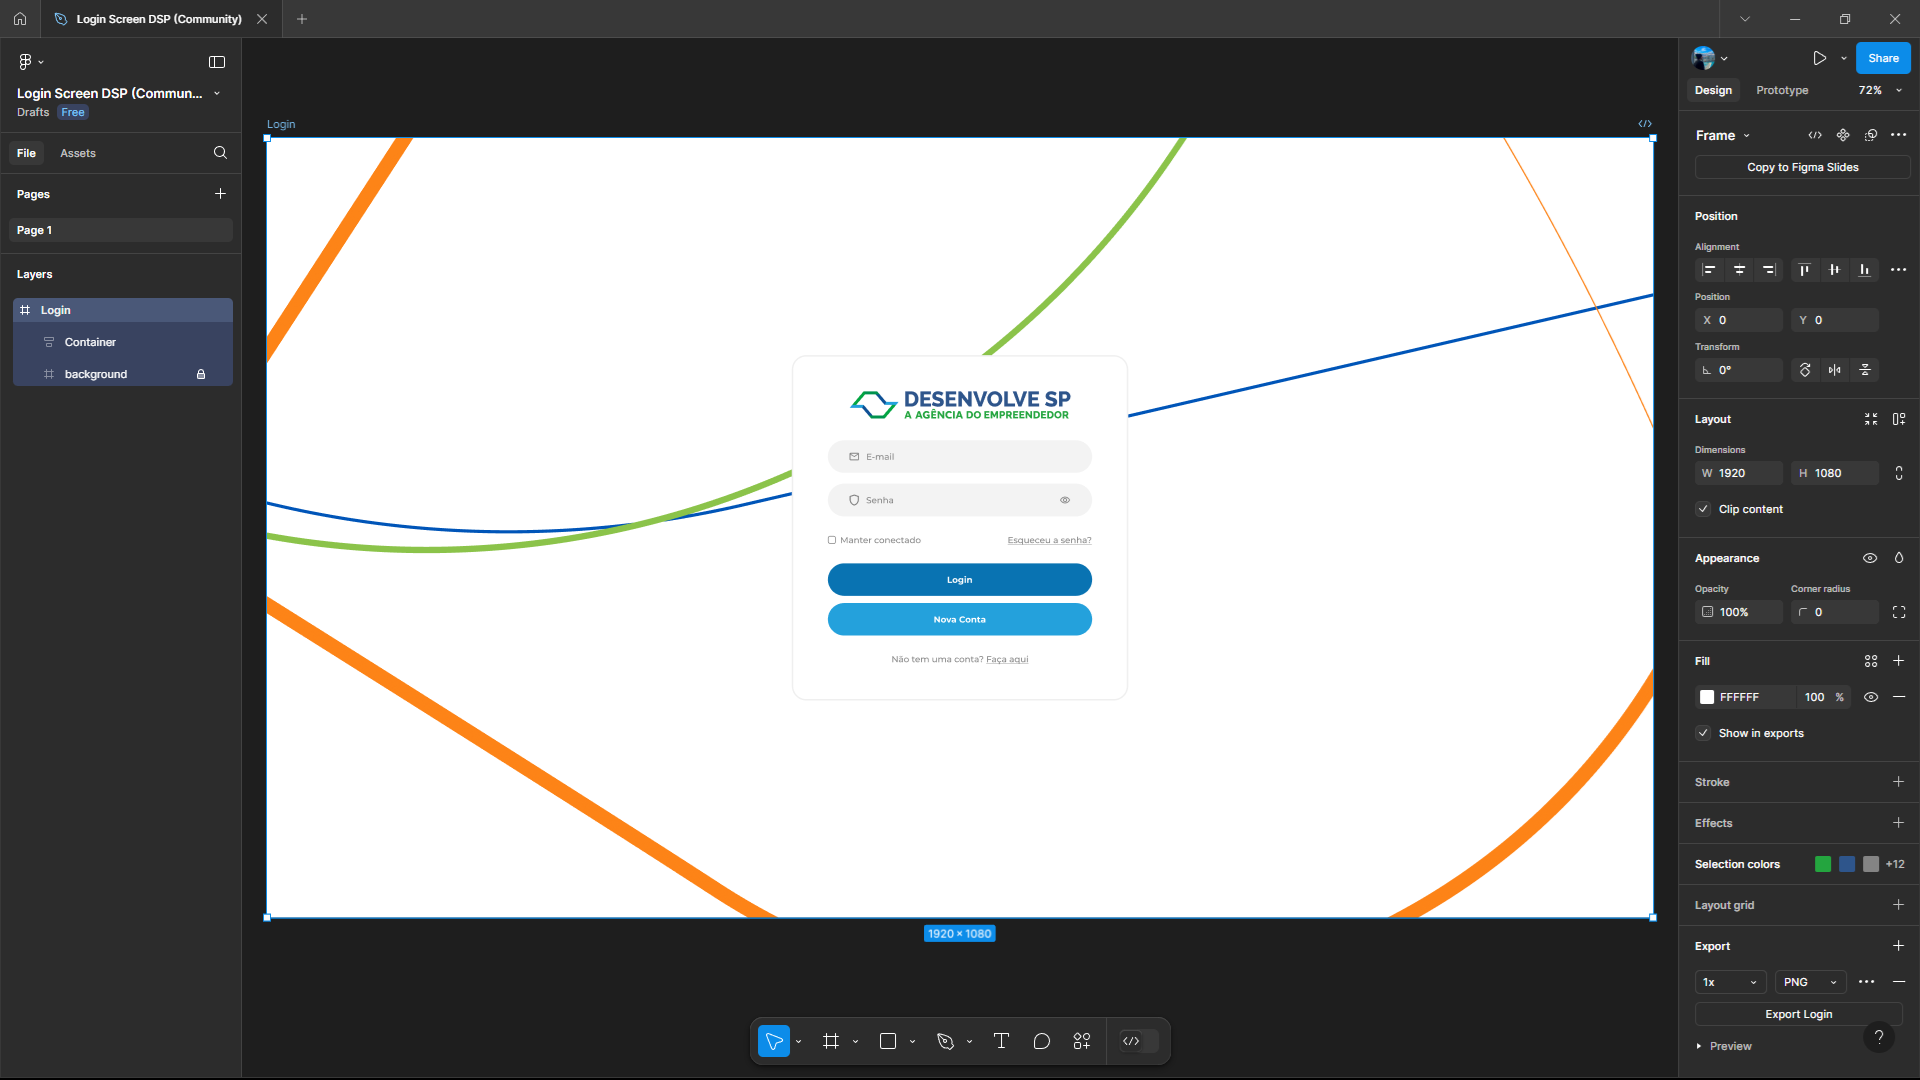 Login Screen DSP (Community)
Login Screen DSP (Commun...
Drafts Free
File Assets
Pages
Page 1
Layers
Login
Container
background
Login
DESENVOLVE SP
A AGÊNCIA DO EMPREENDEDOR
E-mail
Senha
Manter conectado Esqueceu a senha?
Login
Nova Conta
Não tem uma conta? Faça aqui
1920 × 1080
Share
Design Prototype 72%
Frame
Copy to Figma Slides
Position
Alignment
Position
X 0 Y 0
Transform
0°
Layout
Dimensions
W 1920 H 1080
Clip content
Appearance
Opacity Corner radius
100% 0
Fill
FFFFFF 100 %
Show in exports
Stroke
Effects
Selection colors +12
Layout grid
Export
1x PNG
Export Login
?
Preview